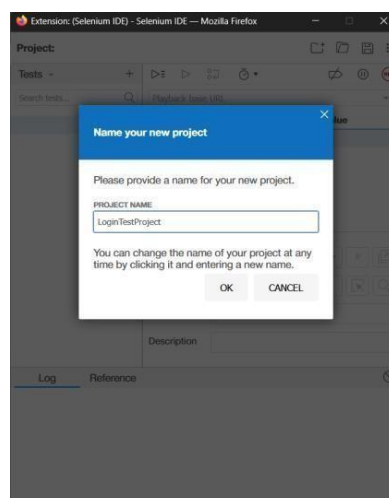 Extension: (Selenium IDE) - Selenium IDE — Mozilla Firefox
Project:
Tests
Search tests...
Playback base URL
lue
Name your new project
Please provide a name for your new project.
PROJECT NAME
LoginTestProject
You can change the name of your project at any
time by clicking it and entering a new name.
OK CANCEL
Description
Log Reference